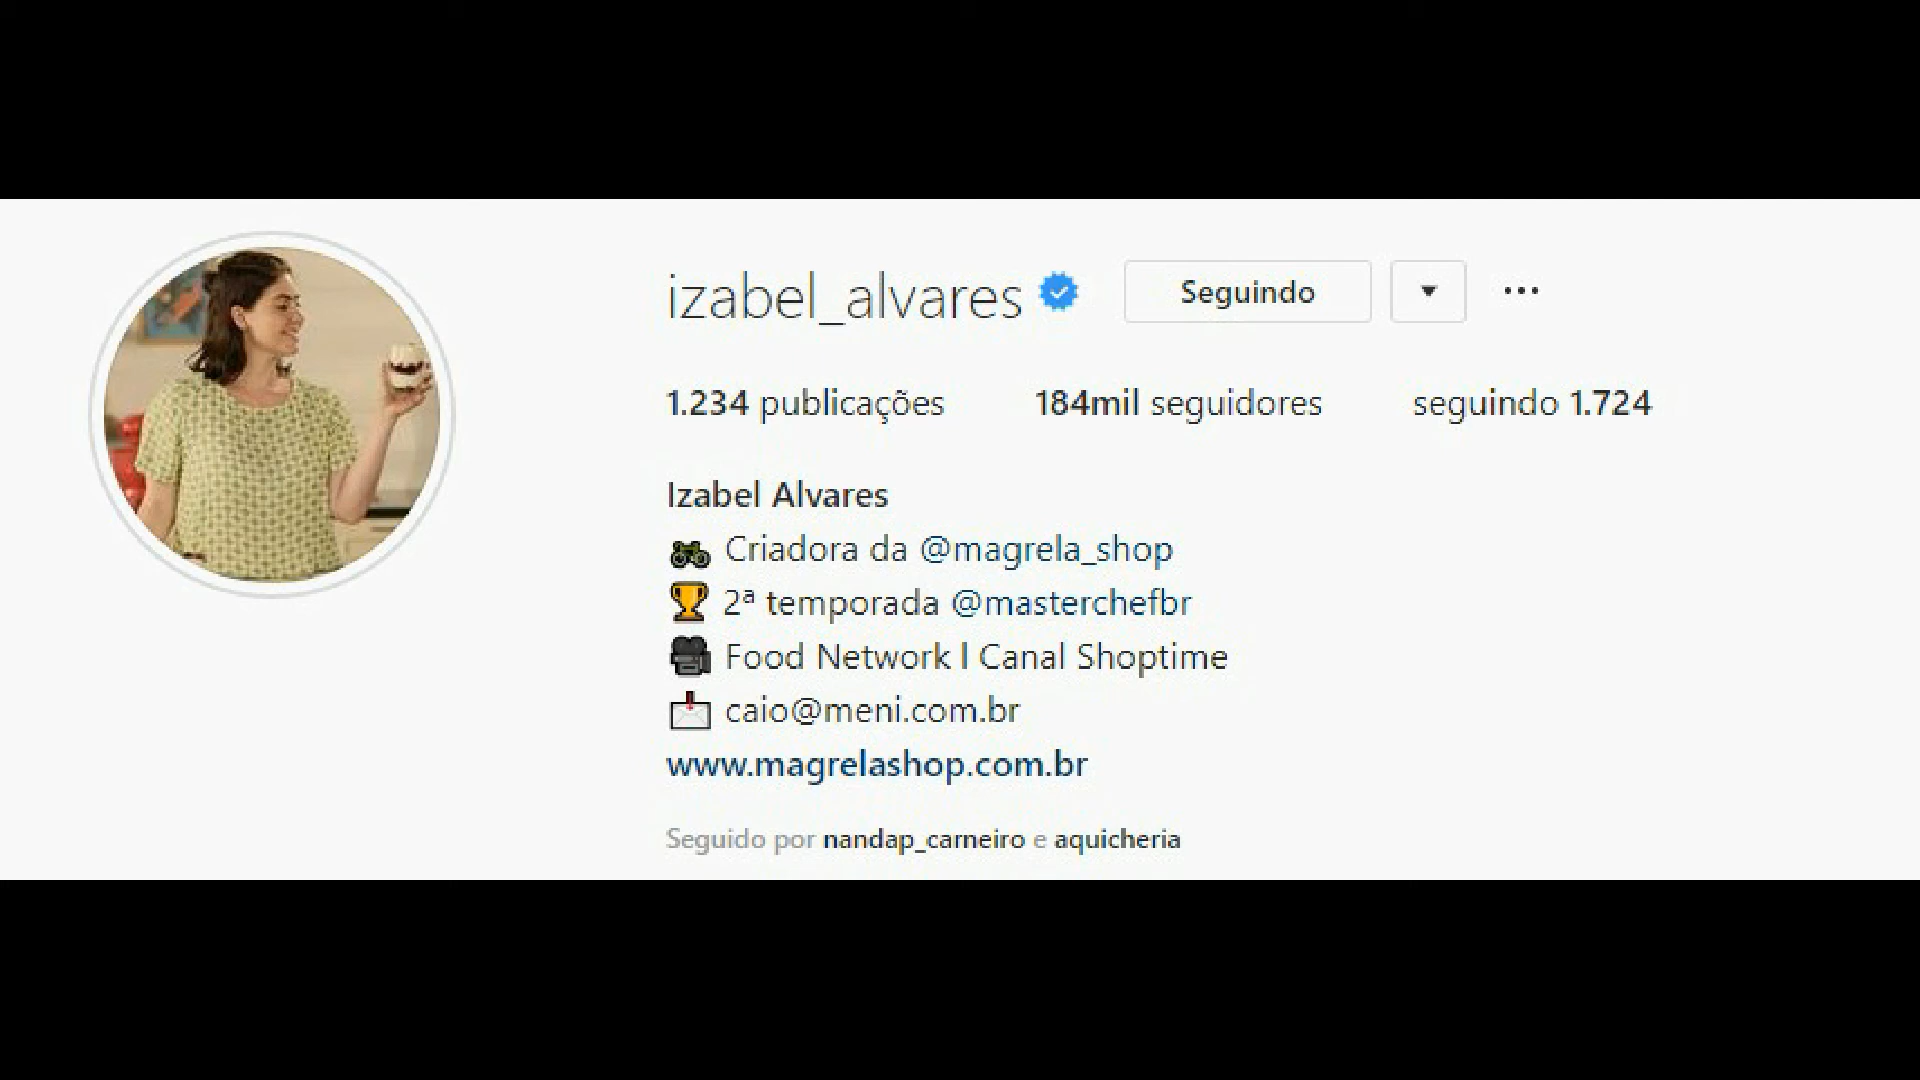 izabel_alvares Seguindo
1.234 publicações 184mil seguidores seguindo 1.724
Izabel Alvares
Criadora da @magrela_shop
2ª temporada @masterchefbr
Food Network l Canal Shoptime
caio@meni.com.br
www.magrelashop.com.br
Seguido por nandap_carneiro e aquicheria